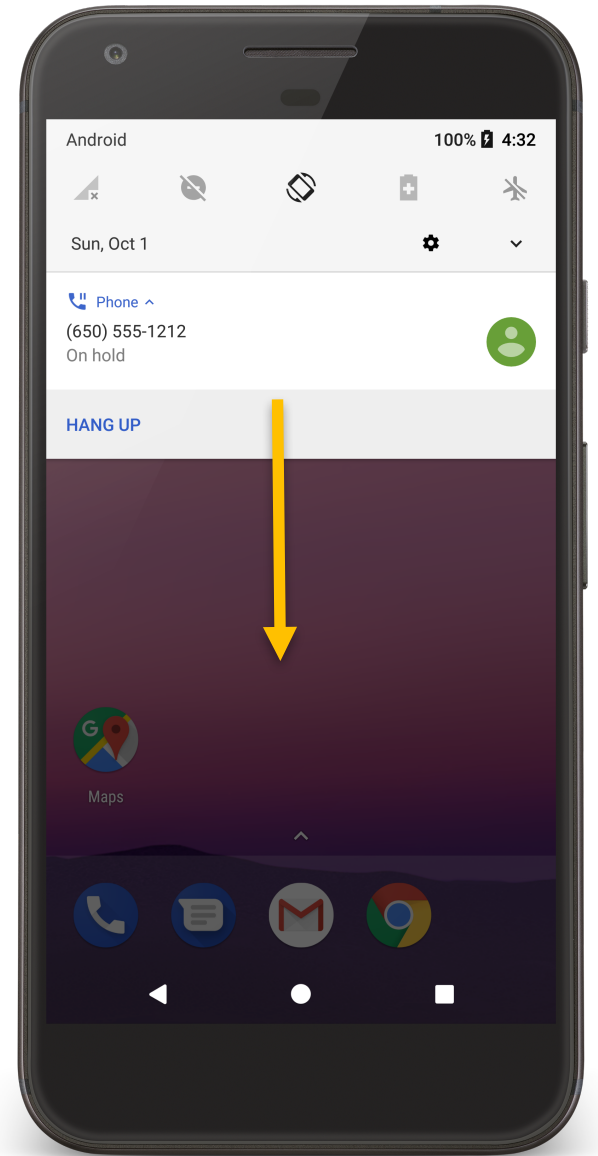 Android 100% 4:32
Sun, Oct 1
Phone
(650) 555-1212
On hold
HANG UP
G
Maps